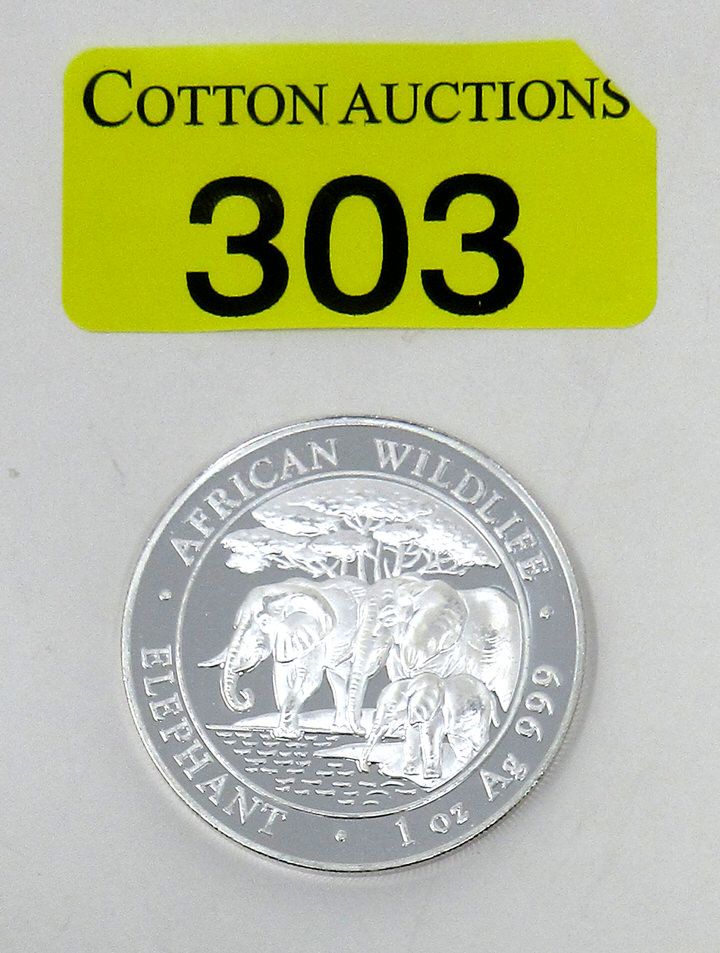 COTTON AUCTIONS
303
AFRICAN WILDLIFE
ELEPHANT • 1 oz Ag 999